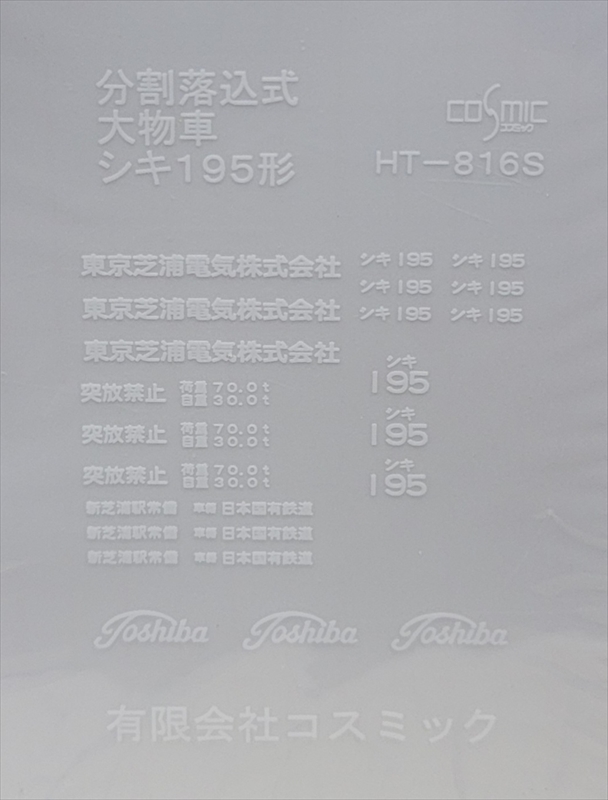 分割落込式
大物車
シキ195形
COSMIC
コスミック
HT-816S
東京芝浦電気株式会社 シキ195 シキ195
シキ195 シキ195
東京芝浦電気株式会社 シキ195 シキ195
東京芝浦電気株式会社
シキ
195
突放禁止 荷重 70.0t
自重 30.0t
シキ
195
突放禁止 荷重 70.0t
自重 30.0t
シキ
195
突放禁止 荷重 70.0t
自重 30.0t
新芝浦駅常備 車籍 日本国有鉄道
新芝浦駅常備 車籍 日本国有鉄道
新芝浦駅常備 車籍 日本国有鉄道
Toshiba Toshiba Toshiba
有限会社コスミック